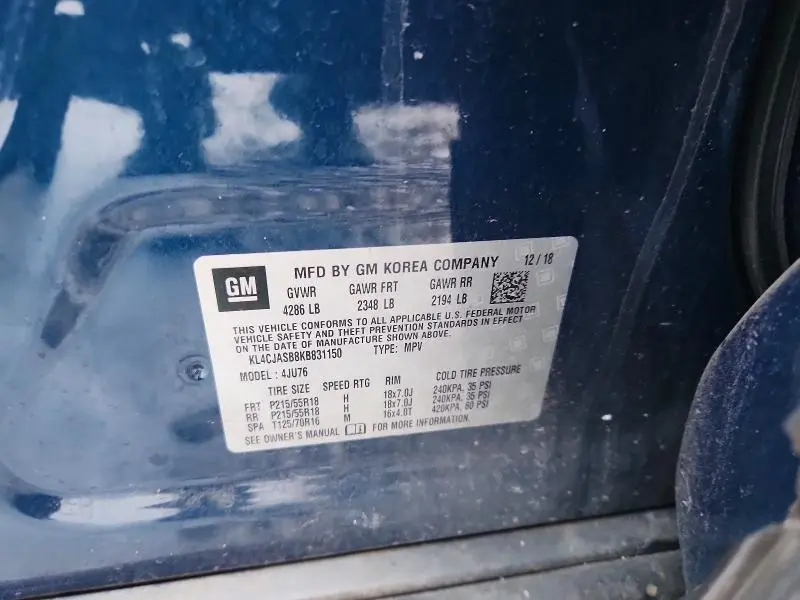 GM
MFD BY GM KOREA COMPANY 12 / 18
GVWR GAWR FRT GAWR RR
4286 LB 2348 LB 2194 LB
THIS VEHICLE CONFORMS TO ALL APPLICABLE U.S. FEDERAL MOTOR
VEHICLE SAFETY AND THEFT PREVENTION STANDARDS IN EFFECT
ON THE DATE OF MANUFACTURE SHOWN ABOVE.
KL4CJASB8KB831150 TYPE: MPV
MODEL : 4JU76
TIRE SIZE SPEED RTG RIM COLD TIRE PRESSURE
FRT P215/55R18 H 18x7.0J 240KPA, 35 PSI
RR P215/55R18 H 18x7.0J 240KPA, 35 PSI
SPA T125/70R16 M 16x4.0T 420KPA, 60 PSI
SEE OWNER'S MANUAL FOR MORE INFORMATION.